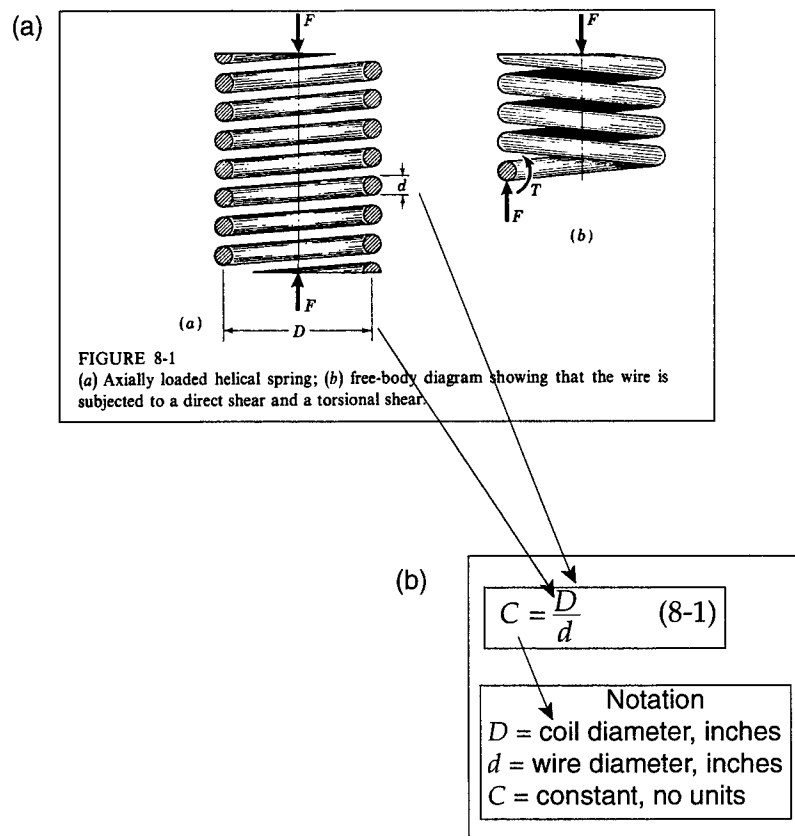 (a)
F
F
d
T
F
(b)
F
(a)
D
FIGURE 8-1
(a) Axially loaded helical spring; (b) free-body diagram showing that the wire is
subjected to a direct shear and a torsional shear.
(b)
C = D/d (8-1)
Notation
D = coil diameter, inches
d = wire diameter, inches
C = constant, no units